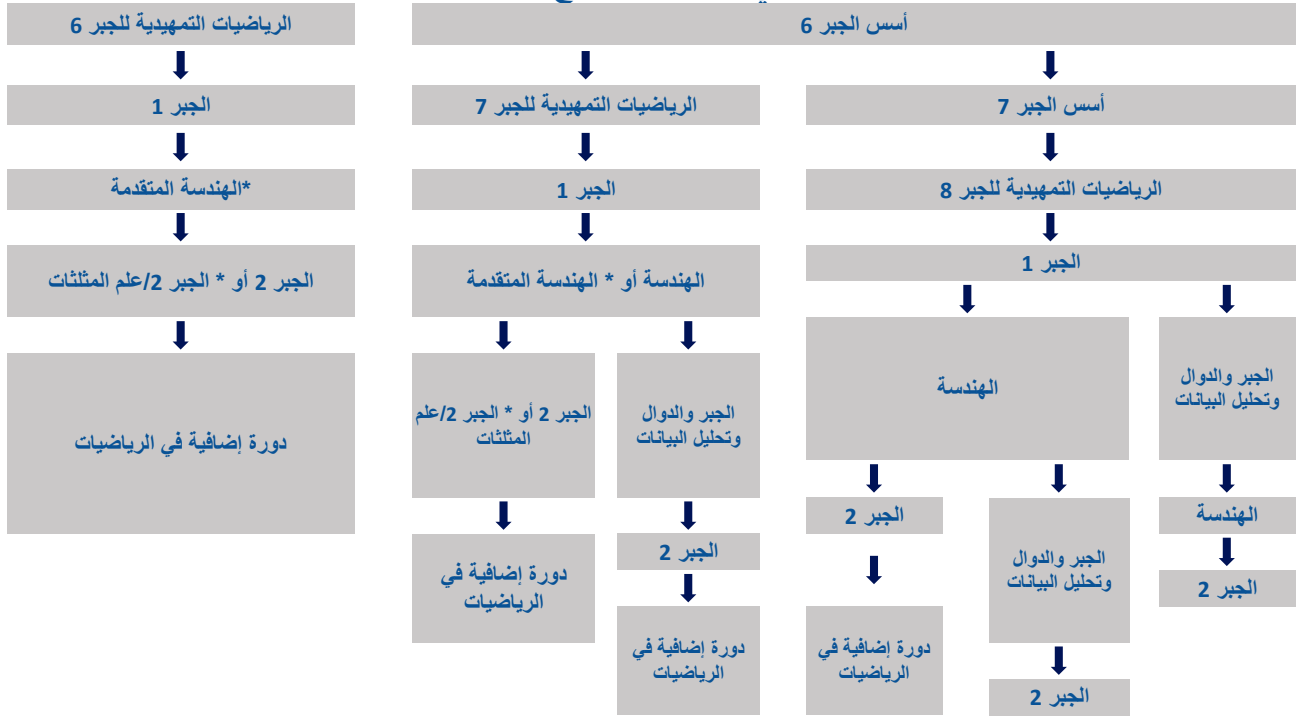 الرياضيات التمهيدية للجبر 6
أسس الجبر 6
الجبر 1
الرياضيات التمهيدية للجبر 7
أسس الجبر 7
*الهندسة المتقدمة
الجبر 1
الرياضيات التمهيدية للجبر 8
الجبر 2 أو * الجبر 2/علم المثلثات
الهندسة أو * الهندسة المتقدمة
الجبر 1
دورة إضافية في الرياضيات
الجبر 2 أو * الجبر 2/علم
المثلثات
الجبر والدوال
وتحليل البيانات
الهندسة
الجبر والدوال
وتحليل البيانات
دورة إضافية في
الرياضيات
الجبر 2
دورة إضافية في
الرياضيات
الجبر 2
دورة إضافية في
الرياضيات
الجبر والدوال
وتحليل البيانات
الجبر 2
الهندسة
الجبر 2